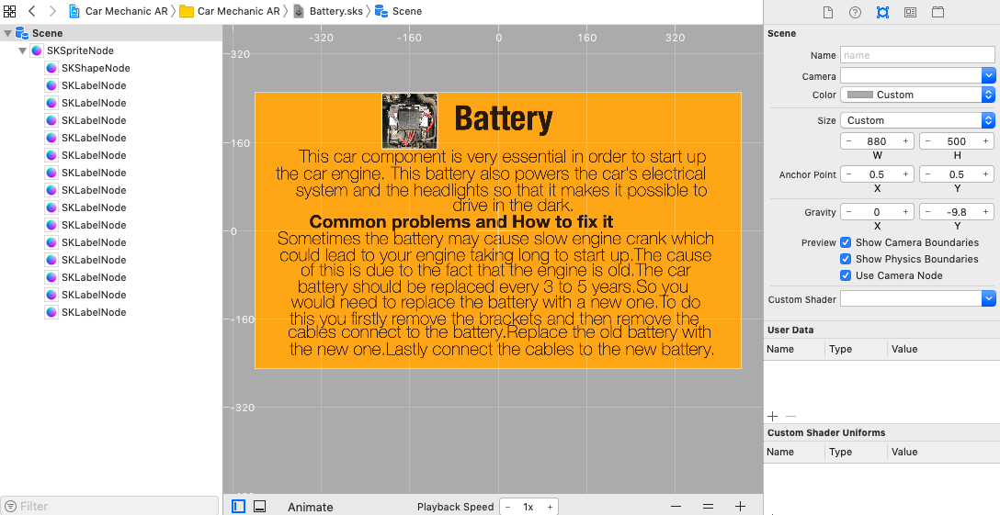 Car Mechanic AR Car Mechanic AR Battery.sks Scene
Scene
SKSpriteNode
SKShapeNode
SKLabelNode
SKLabelNode
SKLabelNode
SKLabelNode
SKLabelNode
SKLabelNode
SKLabelNode
SKLabelNode
SKLabelNode
SKLabelNode
SKLabelNode
SKLabelNode
SKLabelNode
SKLabelNode
Filter
-320 -160 0 160 320
320
160
0
-160
-320
Battery
This car component is very essential in order to start up
the car engine. This battery also powers the car's electrical
system and the headlights so that it makes it possible to
drive in the dark.
Common problems and How to fix it
Sometimes the battery may cause slow engine crank which
could lead to your engine taking long to start up.The cause
of this is due to the fact that the engine is old.The car
battery should be replaced every 3 to 5 years.So you
would need to replace the battery with a new one.To do
this you firstly remove the brackets and then remove the
cables connect to the battery.Replace the old battery with
the new one.Lastly connect the cables to the new battery.
Animate
Playback Speed − 1x +
Scene
Name name
Camera
Color Custom
Size Custom
− 880 + − 500 +
W H
Anchor Point − 0.5 + − 0.5 +
X Y
Gravity − 0 + − -9.8 +
X Y
Preview Show Camera Boundaries
Show Physics Boundaries
Use Camera Node
Custom Shader
User Data
Name Type Value
Custom Shader Uniforms
Name Type Value